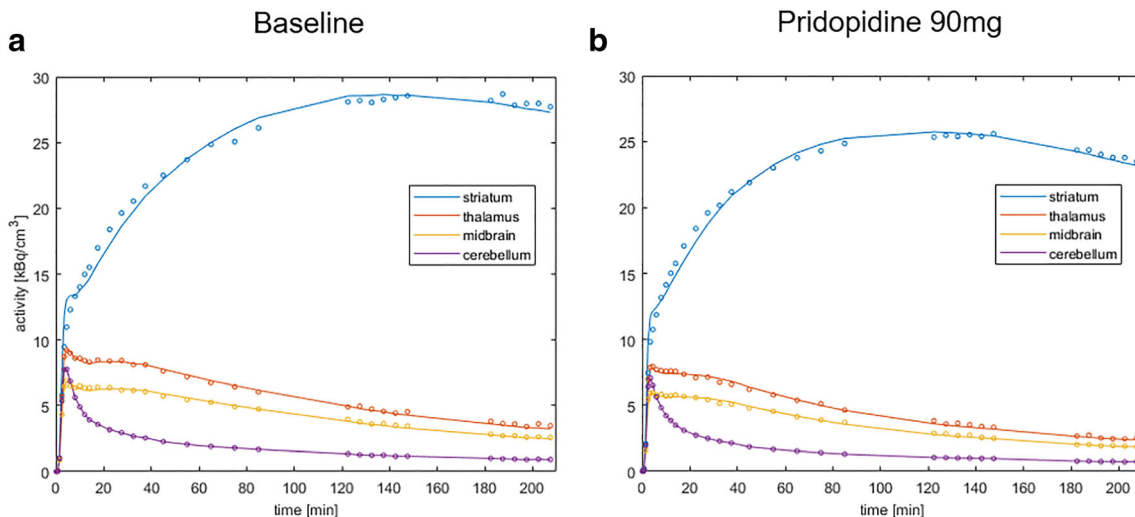 Baseline
Pridopidine 90mg
a
b
30
25
20
15
10
5
0
activity [kBq/cm³]
striatum
thalamus
midbrain
cerebellum
0 20 40 60 80 100 120 140 160 180 200
time [min]
30
25
20
15
10
5
0
striatum
thalamus
midbrain
cerebellum
0 20 40 60 80 100 120 140 160 180 200
time [min]